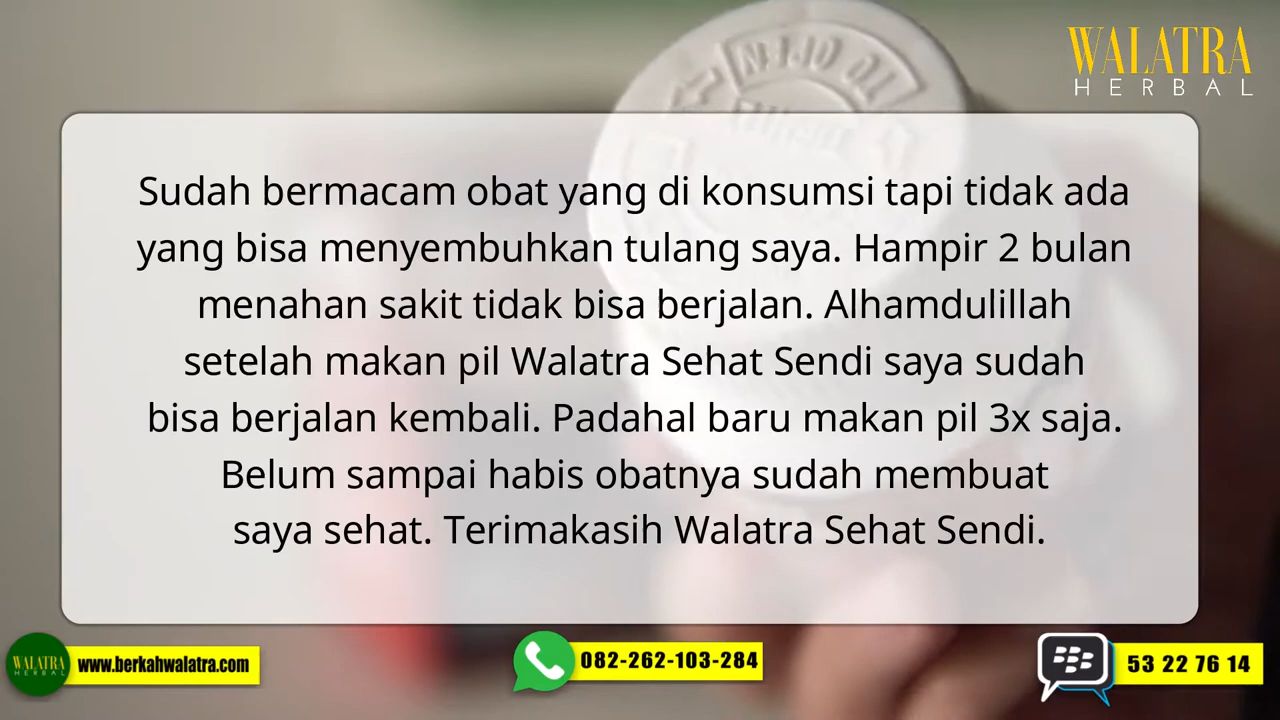 WALATRA
HERBAL
Sudah bermacam obat yang di konsumsi tapi tidak ada
yang bisa menyembuhkan tulang saya. Hampir 2 bulan
menahan sakit tidak bisa berjalan. Alhamdulillah
setelah makan pil Walatra Sehat Sendi saya sudah
bisa berjalan kembali. Padahal baru makan pil 3x saja.
Belum sampai habis obatnya sudah membuat
saya sehat. Terimakasih Walatra Sehat Sendi.
WALATRA
HERBAL
www.berkahwalatra.com
082-262-103-284
53 22 76 14